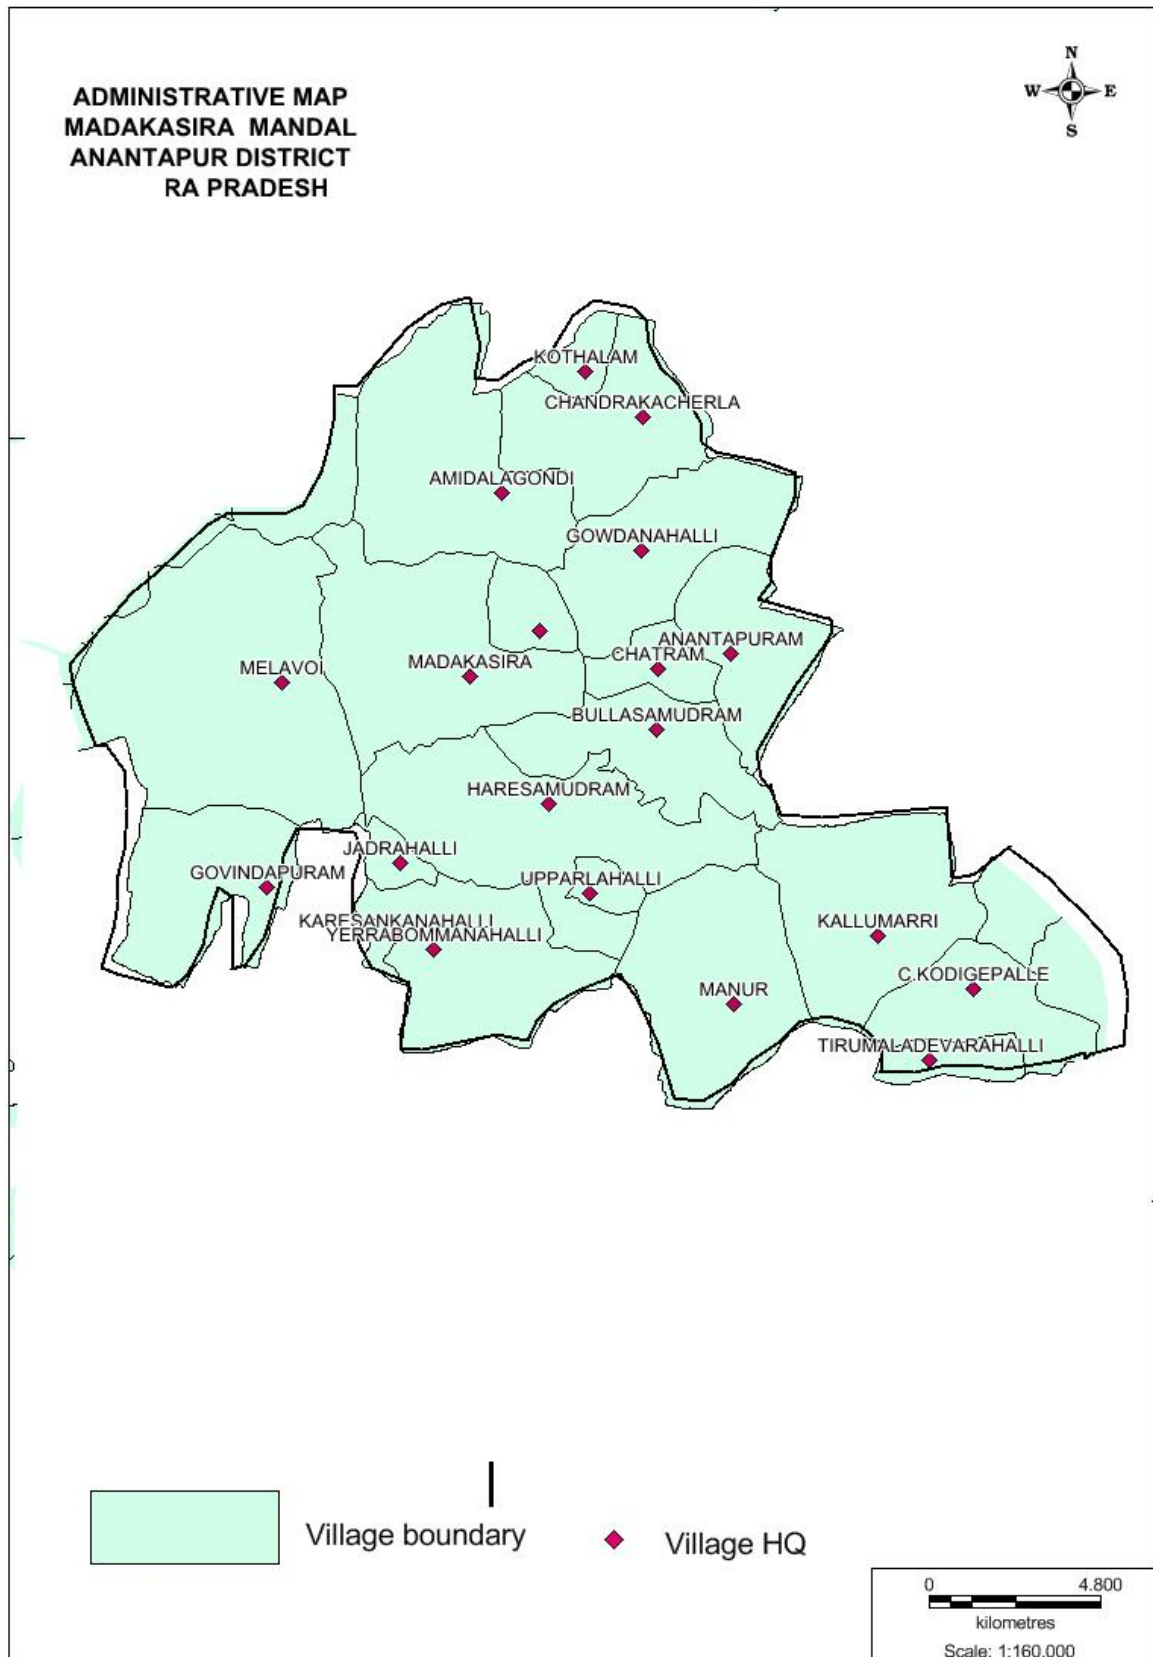 ADMINISTRATIVE MAP
MADAKASIRA MANDAL
ANANTAPUR DISTRICT
RA PRADESH
N
W E
S
KOTHALAM
CHANDRAKACHERLA
AMIDALAGONDI
GOWDANAHALLI
ANANTAPURAM
CHATRAM
MADAKASIRA
MELAVOI
BULLASAMUDRAM
HARESAMUDRAM
JADRAHALLI
GOVINDAPURAM
UPPARLAHALLI
KARESANKANAHALLI
YERRABOMMANAHALLI
KALLUMARRI
C.KODIGEPALLE
MANUR
TIRUMALADEVARAHALLI
Village boundary
Village HQ
0 4.800
kilometres
Scale: 1:160,000